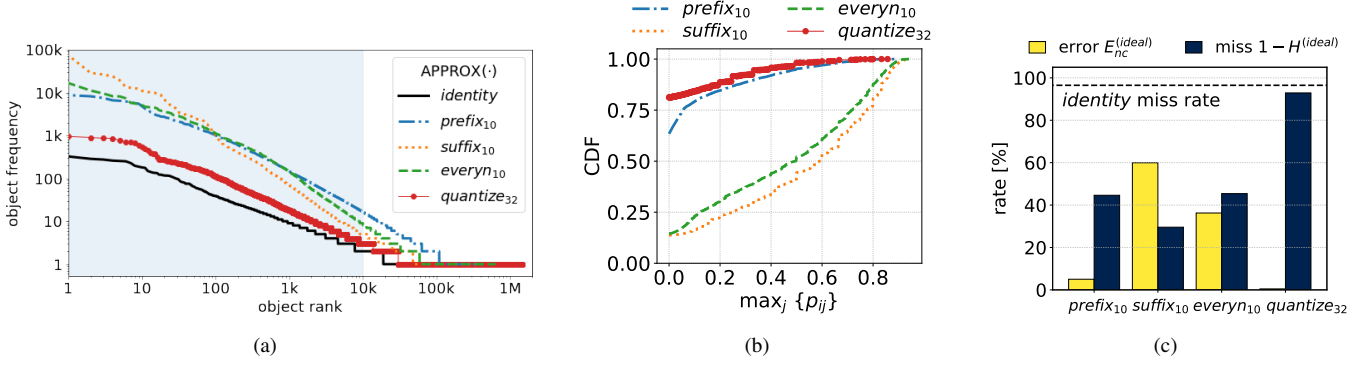 100k
10k
1k
100
10
1
object frequency
1
10
100
1k
10k
100k
1M
object rank
APPROX(·)
identity
prefix₁₀
suffix₁₀
everyn₁₀
quantize₃₂
(a)
prefix₁₀
everyn₁₀
suffix₁₀
quantize₃₂
1.00
0.75
0.50
0.25
0.00
CDF
0.0
0.2
0.4
0.6
0.8
max_j {p_ij}
(b)
error E_nc^(ideal)
miss 1 − H^(ideal)
100
80
60
40
20
0
rate [%]
identity miss rate
prefix₁₀
suffix₁₀
everyn₁₀
quantize₃₂
(c)